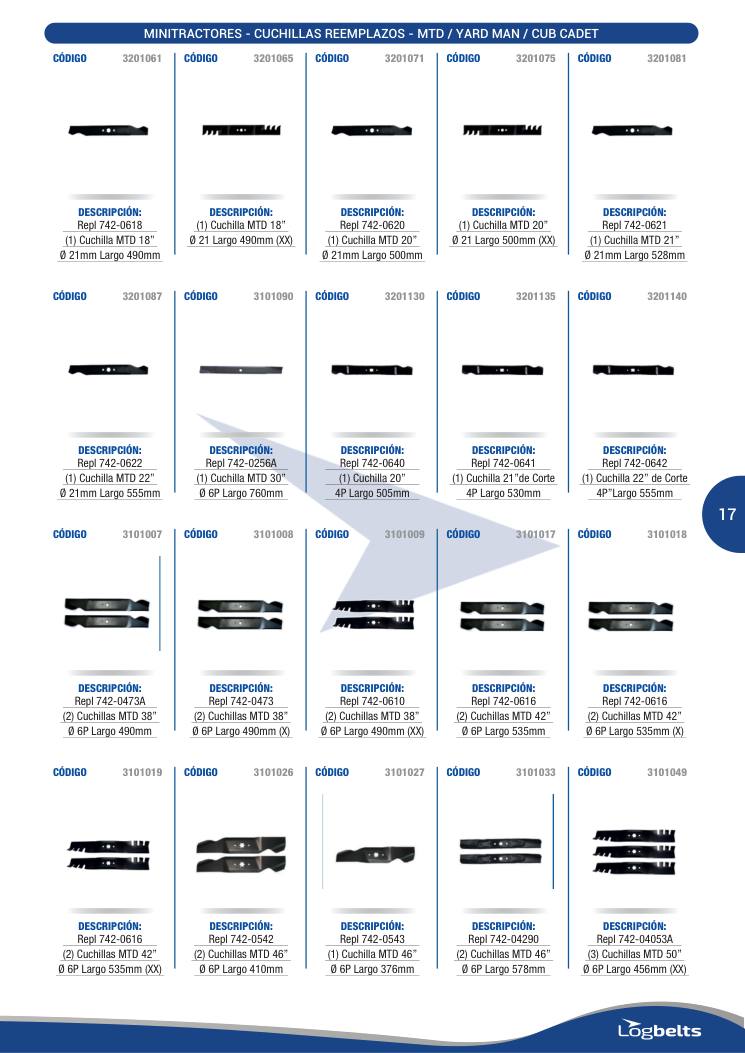 MINITRACTORES - CUCHILLAS REEMPLAZOS - MTD / YARD MAN / CUB CADET
CÓDIGO 3201061
DESCRIPCIÓN:
Repl 742-0618
(1) Cuchilla MTD 18”
Ø 21mm Largo 490mm
CÓDIGO 3201065
DESCRIPCIÓN:
(1) Cuchilla MTD 18”
Ø 21 Largo 490mm (XX)
CÓDIGO 3201071
DESCRIPCIÓN:
Repl 742-0620
(1) Cuchilla MTD 20”
Ø 21mm Largo 500mm
CÓDIGO 3201075
DESCRIPCIÓN:
(1) Cuchilla MTD 20”
Ø 21 Largo 500mm (XX)
CÓDIGO 3201081
DESCRIPCIÓN:
Repl 742-0621
(1) Cuchilla MTD 21”
Ø 21mm Largo 528mm
CÓDIGO 3201087
DESCRIPCIÓN:
Repl 742-0622
(1) Cuchilla MTD 22”
Ø 21mm Largo 555mm
CÓDIGO 3101090
DESCRIPCIÓN:
Repl 742-0256A
(1) Cuchilla MTD 30”
Ø 6P Largo 760mm
CÓDIGO 3201130
DESCRIPCIÓN:
Repl 742-0640
(1) Cuchilla 20”
4P Largo 505mm
CÓDIGO 3201135
DESCRIPCIÓN:
Repl 742-0641
(1) Cuchilla 21”de Corte
4P Largo 530mm
CÓDIGO 3201140
DESCRIPCIÓN:
Repl 742-0642
(1) Cuchilla 22” de Corte
4P”Largo 555mm
17
CÓDIGO 3101007
DESCRIPCIÓN:
Repl 742-0473A
(2) Cuchillas MTD 38”
Ø 6P Largo 490mm
CÓDIGO 3101008
DESCRIPCIÓN:
Repl 742-0473
(2) Cuchillas MTD 38”
Ø 6P Largo 490mm (X)
CÓDIGO 3101009
DESCRIPCIÓN:
Repl 742-0610
(2) Cuchillas MTD 38”
Ø 6P Largo 490mm (XX)
CÓDIGO 3101017
DESCRIPCIÓN:
Repl 742-0616
(2) Cuchillas MTD 42”
Ø 6P Largo 535mm
CÓDIGO 3101018
DESCRIPCIÓN:
Repl 742-0616
(2) Cuchillas MTD 42”
Ø 6P Largo 535mm (X)
CÓDIGO 3101019
DESCRIPCIÓN:
Repl 742-0616
(2) Cuchillas MTD 42”
Ø 6P Largo 535mm (XX)
CÓDIGO 3101026
DESCRIPCIÓN:
Repl 742-0542
(2) Cuchillas MTD 46”
Ø 6P Largo 410mm
CÓDIGO 3101027
DESCRIPCIÓN:
Repl 742-0543
(1) Cuchilla MTD 46”
Ø 6P Largo 376mm
CÓDIGO 3101033
DESCRIPCIÓN:
Repl 742-04290
(2) Cuchillas MTD 46”
Ø 6P Largo 578mm
CÓDIGO 3101049
DESCRIPCIÓN:
Repl 742-04053A
(3) Cuchillas MTD 50”
Ø 6P Largo 456mm (XX)
Logbelts